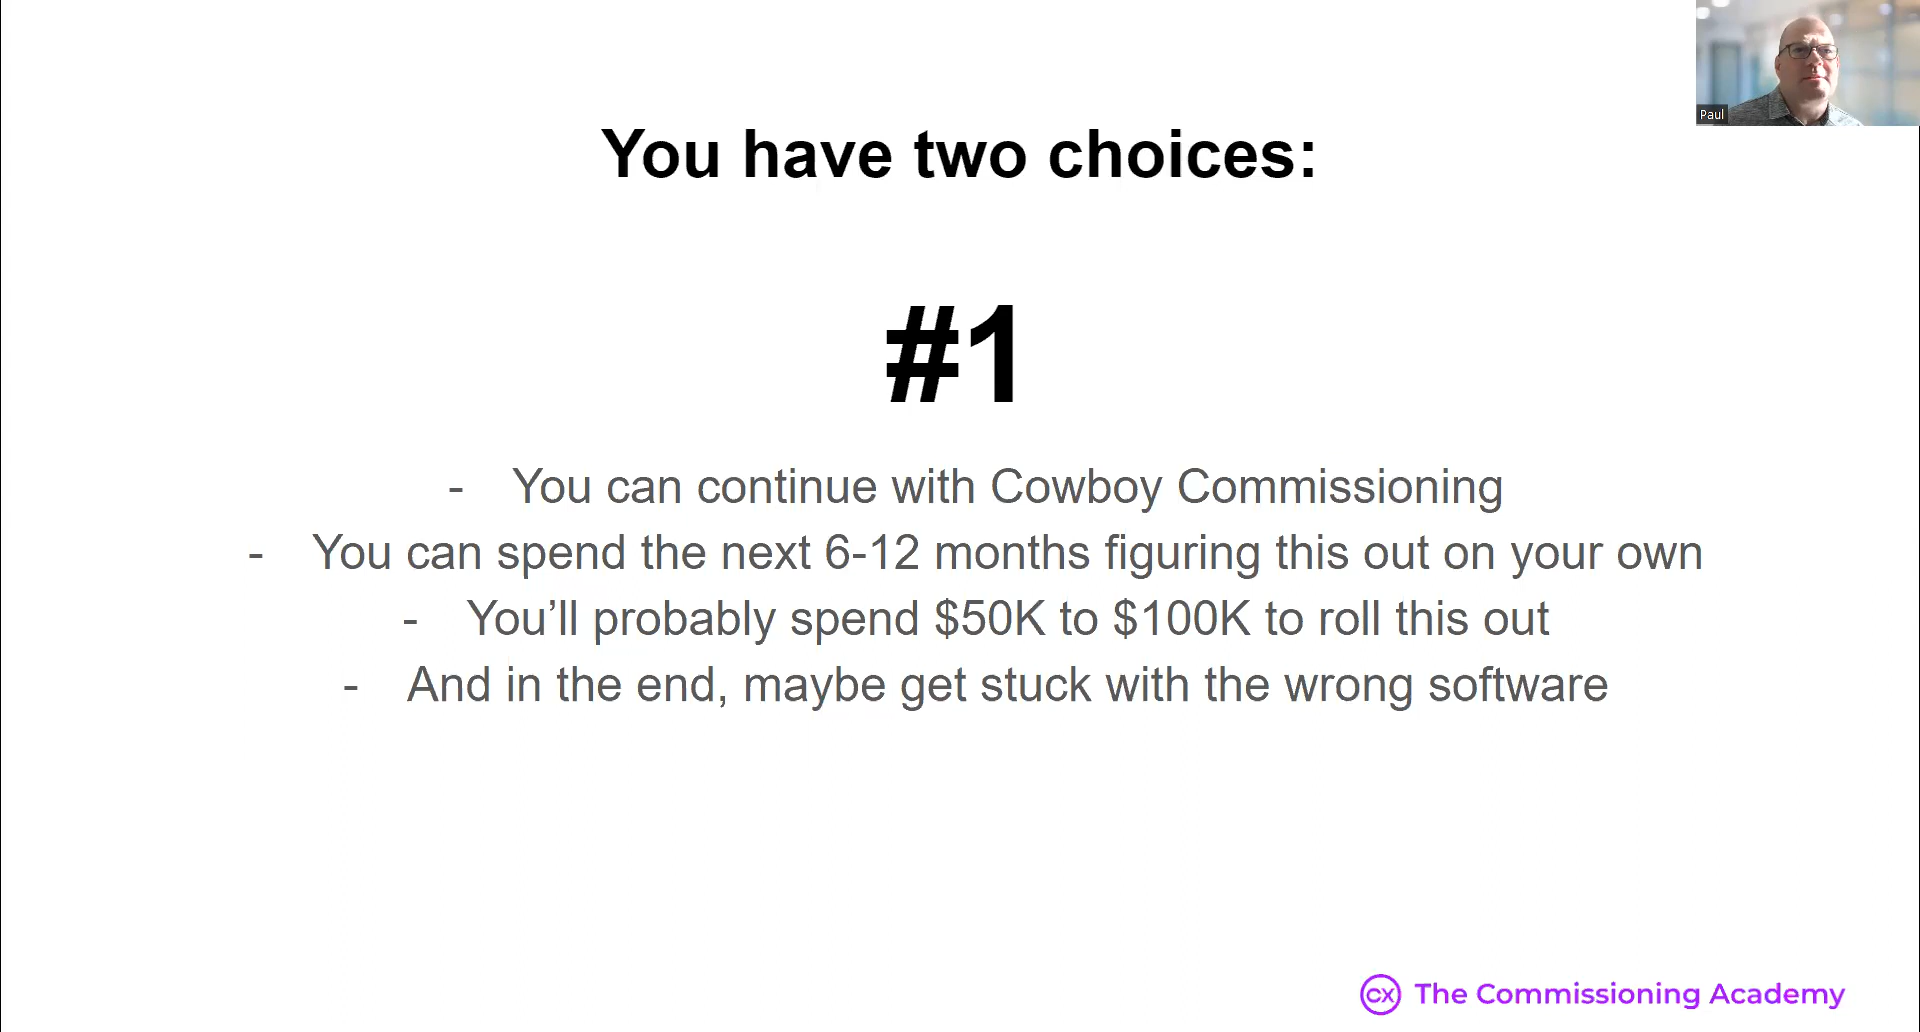 Paul
You have two choices:
#1
- You can continue with Cowboy Commissioning
- You can spend the next 6-12 months figuring this out on your own
- You’ll probably spend $50K to $100K to roll this out
- And in the end, maybe get stuck with the wrong software
CX The Commissioning Academy